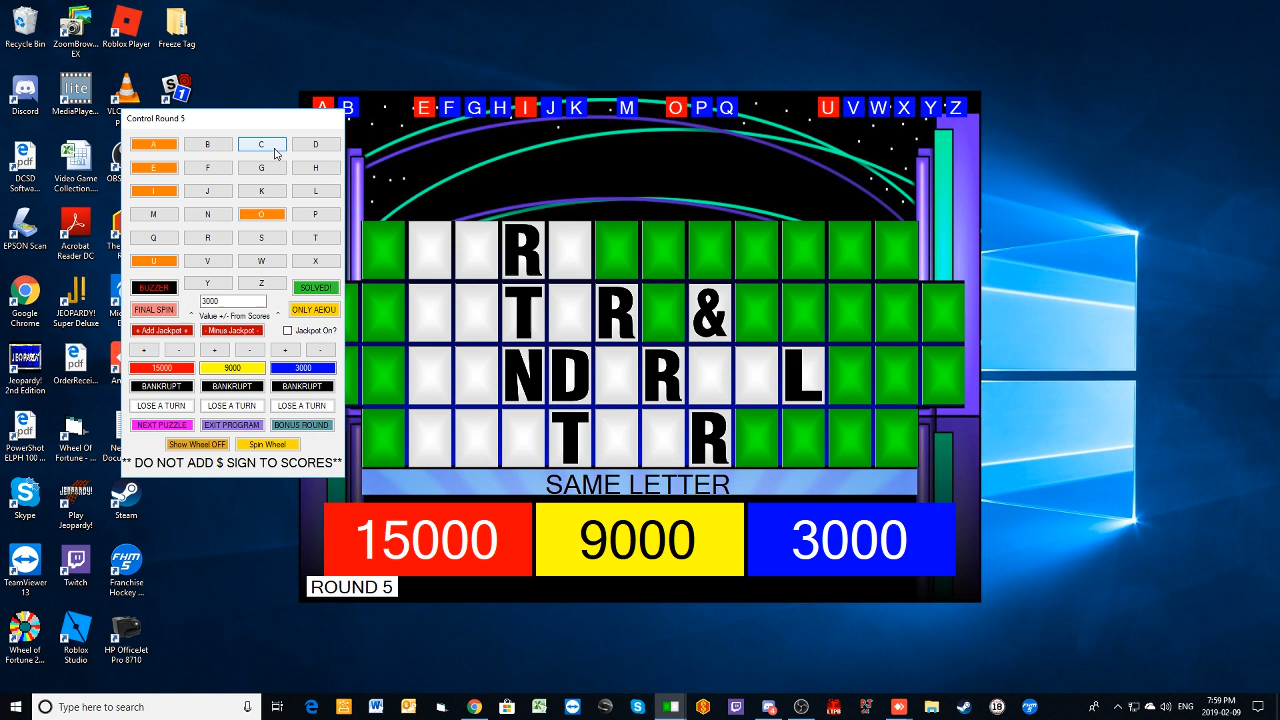 Recycle Bin
ZoomBrow... EX
Roblox Player
Freeze Tag
Discord
MediaPlaye...
DCSD Softwa...
Video Game Collection....
EPSON Scan
Acrobat Reader DC
Google Chrome
JEOPARDY! Super Deluxe
Jeopardy! 2nd Edition
OrderRecei...
PowerShot ELPH 100 ...
Wheel Of Fortune - ...
Skype
Play Jeopardy!
Steam
TeamViewer 13
Twitch
Franchise Hockey ...
Wheel of Fortune 2...
Roblox Studio
HP OfficeJet Pro 8710
Control Round 5
A B C D
E F G H
I J K L
M N O P
Q R S T
U V W X
BUZZER Y Z SOLVED!
3000
FINAL SPIN ^ Value +/- From Scores ^ ONLY AEIOU
+ Add Jackpot + - Minus Jackpot - Jackpot On?
+ - + - + -
15000 9000 3000
BANKRUPT BANKRUPT BANKRUPT
LOSE A TURN LOSE A TURN LOSE A TURN
NEXT PUZZLE EXIT PROGRAM BONUS ROUND
Show Wheel OFF Spin Wheel
** DO NOT ADD $ SIGN TO SCORES**
A B E F G H I J K M O P Q U V W X Y Z
R
T R &
N D R L
T R
SAME LETTER
15000 9000 3000
ROUND 5
Type here to search
ENG
7:59 PM
2019-02-09